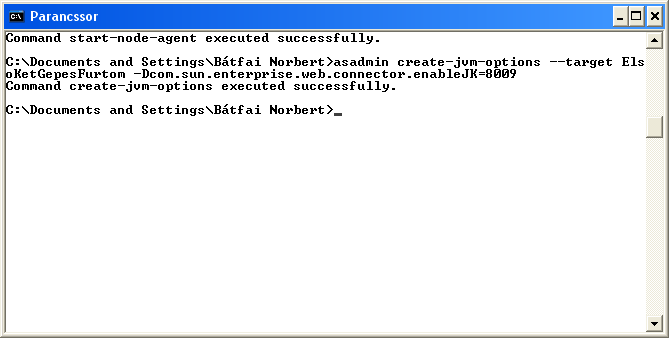 Parancssor
Command start-node-agent executed successfully.
C:\Documents and Settings\Bátfai Norbert>asadmin create-jvm-options --target Els
oKetGepesFurtom -Dcom.sun.enterprise.web.connector.enableJK=8009
Command create-jvm-options executed successfully.
C:\Documents and Settings\Bátfai Norbert>_